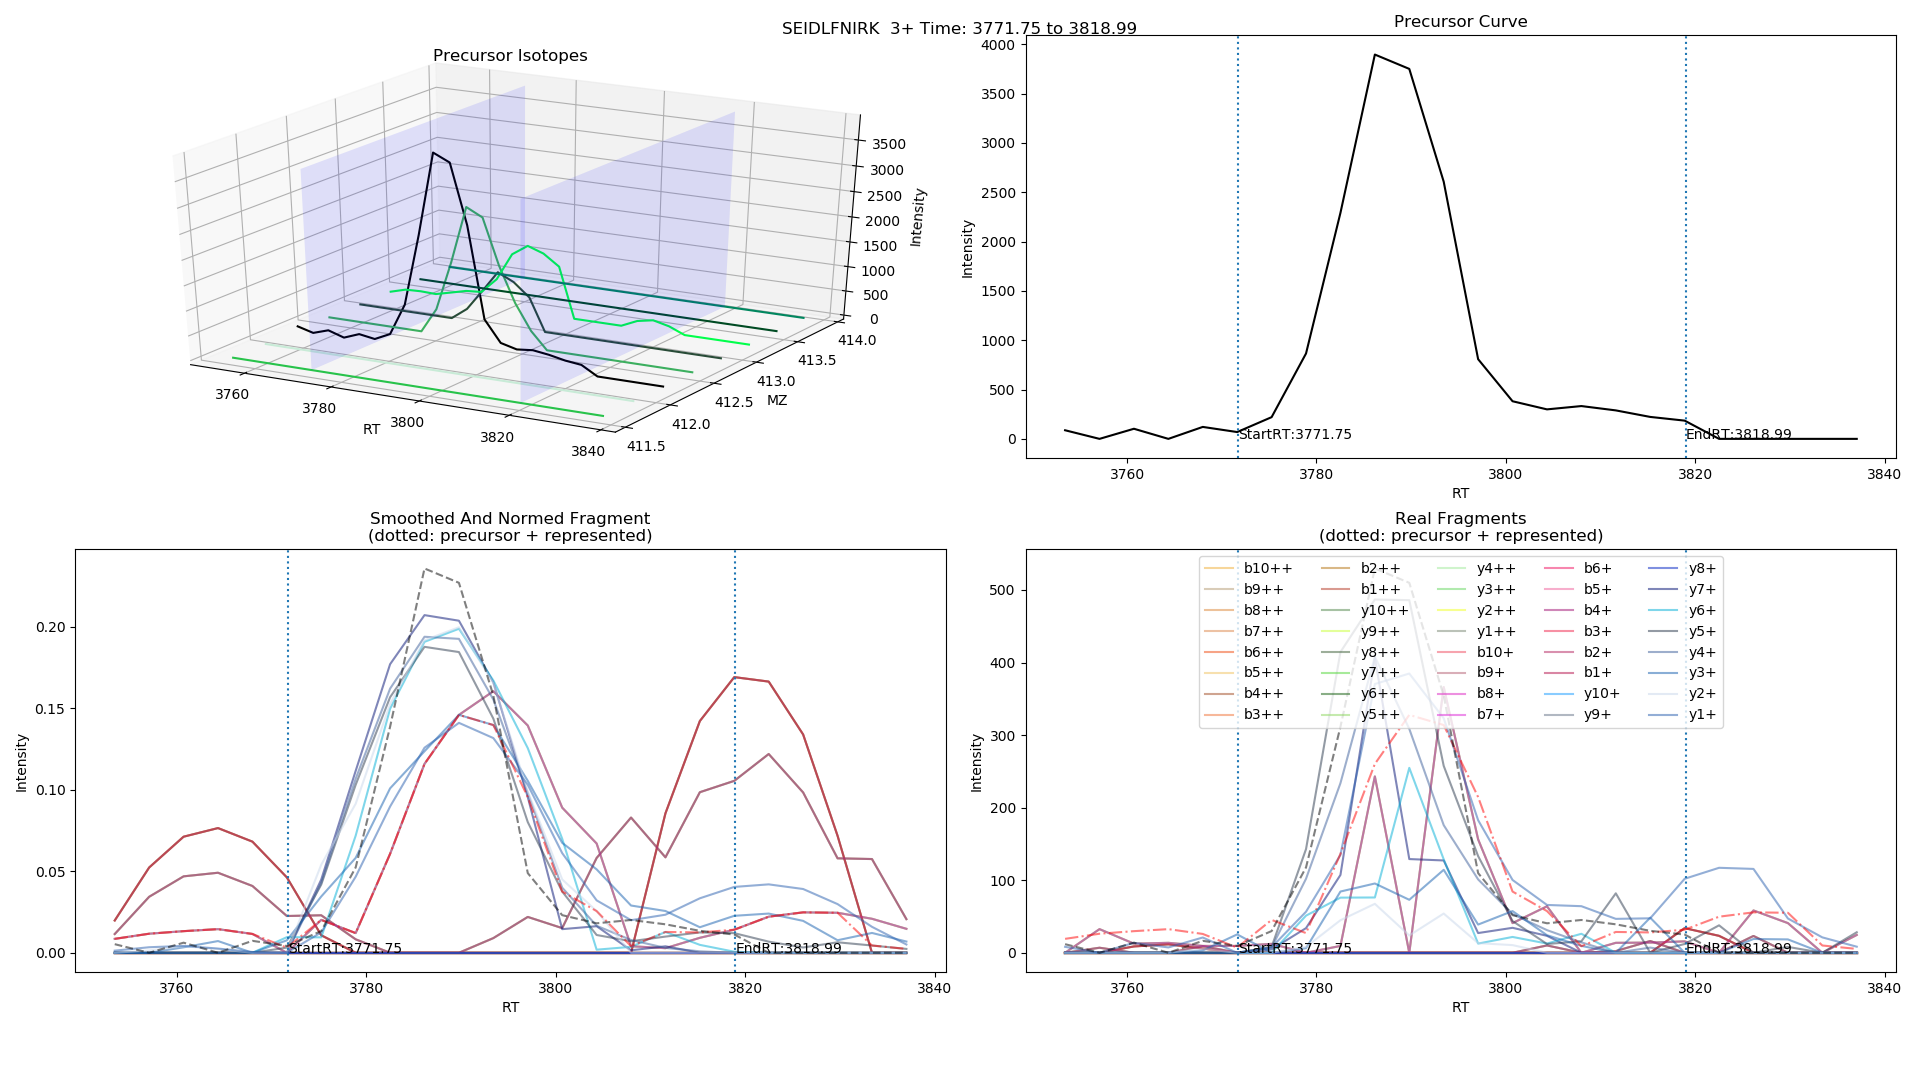 SEIDLFNIRK  3+ Time: 3771.75 to 3818.99
Precursor Isotopes
3500
3000
2500
2000
1500
1000
500
0
Intensity
414.0
413.5
413.0
412.5
412.0
411.5
MZ
3760
3780
3800
3820
3840
RT
Precursor Curve
4000
3500
3000
2500
2000
1500
1000
500
0
Intensity
StartRT:3771.75
EndRT:3818.99
3760 3780 3800 3820 3840
RT
Smoothed And Normed Fragment
(dotted: precursor + represented)
0.20
0.15
0.10
0.05
0.00
Intensity
StartRT:3771.75
EndRT:3818.99
3760 3780 3800 3820 3840
RT
Real Fragments
(dotted: precursor + represented)
500
400
300
200
100
0
Intensity
b10++ b2++ y4++ b6+ y8+
b9++ b1++ y3++ b5+ y7+
b8++ y10++ y2++ b4+ y6+
b7++ y9++ y1++ b3+ y5+
b6++ y8++ b10+ b2+ y4+
b5++ y7++ b9+ b1+ y3+
b4++ y6++ b8+ y10+ y2+
b3++ y5++ b7+ y9+ y1+
StartRT:3771.75
EndRT:3818.99
3760 3780 3800 3820 3840
RT